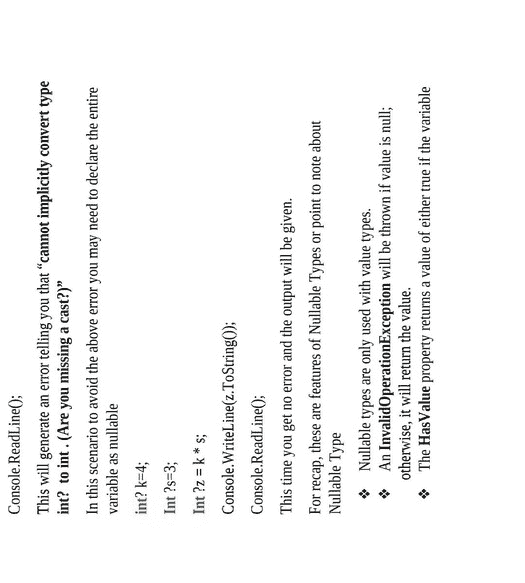 Console.ReadLine();
This will generate an error telling you that “cannot implicitly convert type
int?  to int . (Are you missing a cast?)”
In this scenario to avoid the above error you may need to declare the entire
variable as nullable
int? k=4;
Int ?s=3;
Int ?z = k * s;
Console.WriteLine(z.ToString());
Console.ReadLine();
This time you get no error and the output will be given.
For recap, these are features of Nullable Types or point to note about
Nullable Type
❖ Nullable types are only used with value types.
❖ An InvalidOperationException will be thrown if value is null;
otherwise, it will return the value.
❖ The HasValue property returns a value of either true if the variable